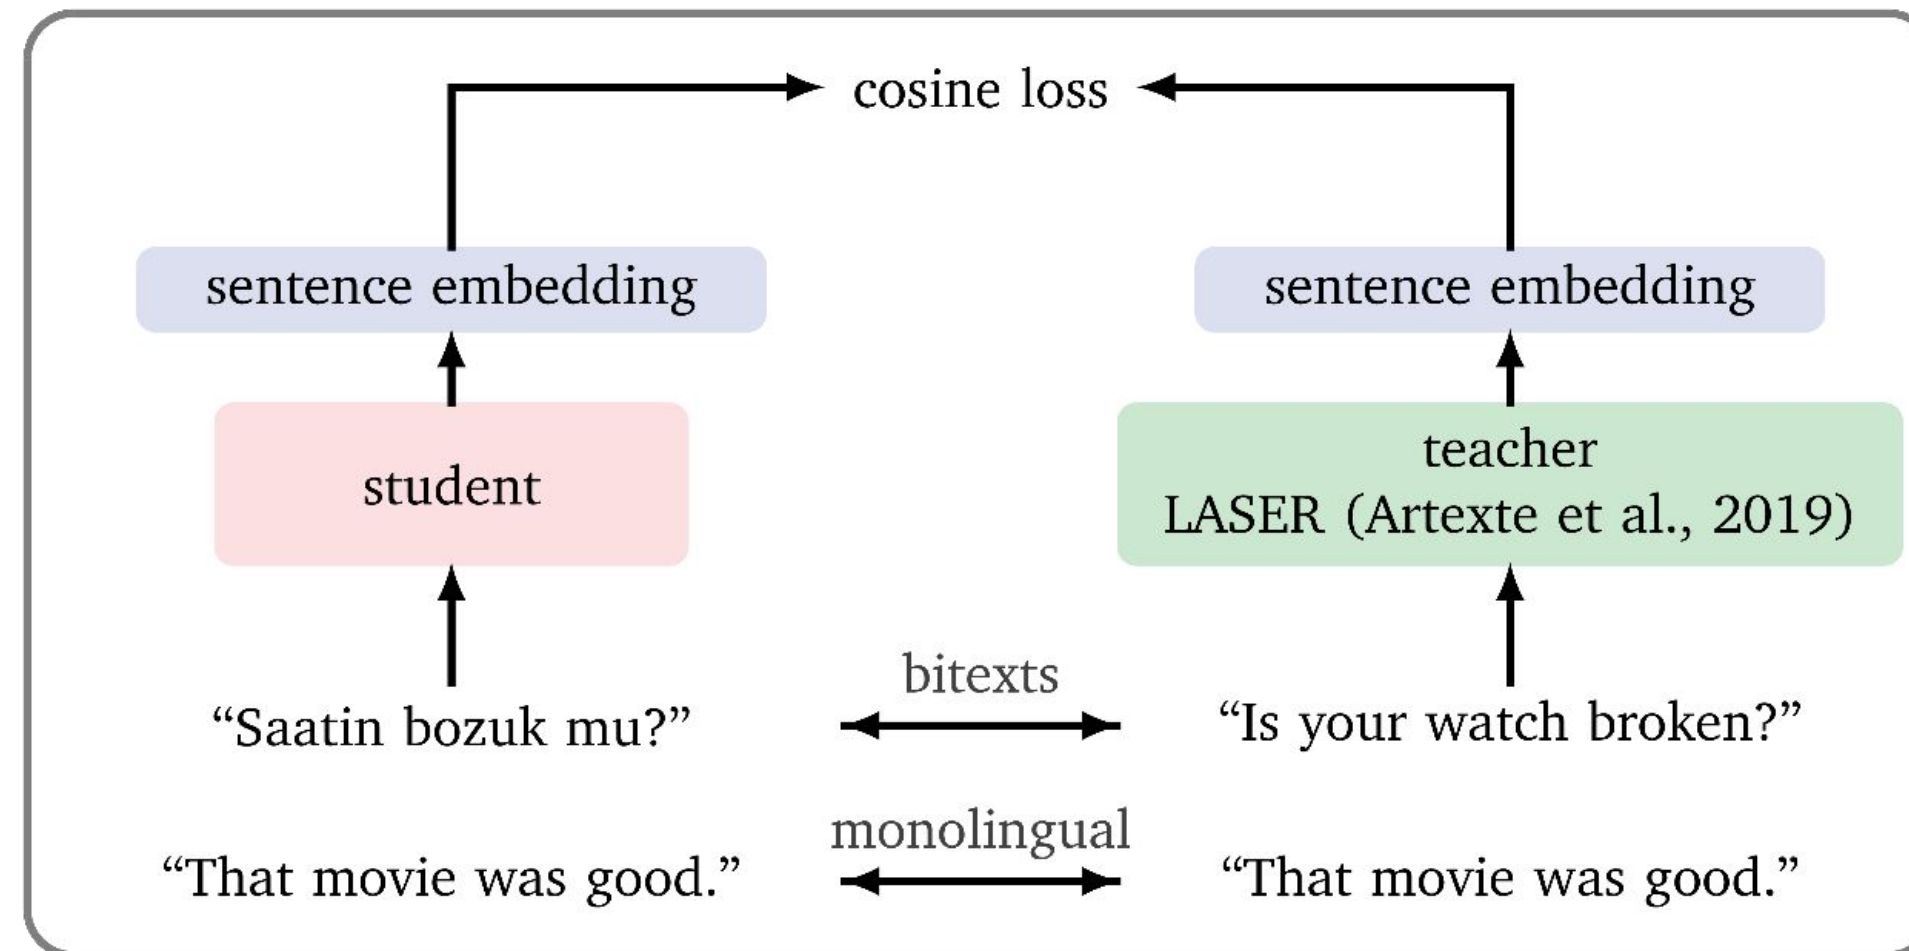 cosine loss
sentence embedding
sentence embedding
student
teacher
LASER (Artexte et al., 2019)
bitexts
“Saatin bozuk mu?”
“Is your watch broken?”
monolingual
“That movie was good.”
“That movie was good.”